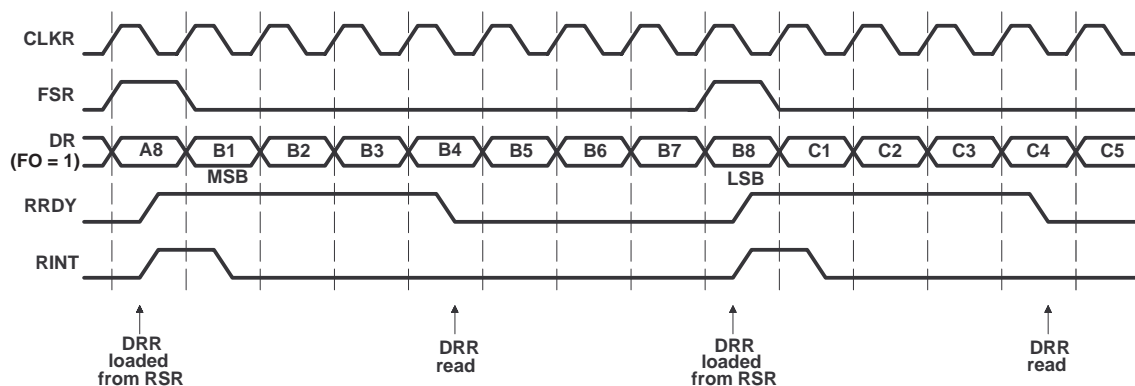 CLKR
FSR
DR
(FO = 1)
A8 B1 B2 B3 B4 B5 B6 B7 B8 C1 C2 C3 C4 C5
MSB LSB
RRDY
RINT
DRR
loaded
from RSR
DRR
read
DRR
loaded
from RSR
DRR
read